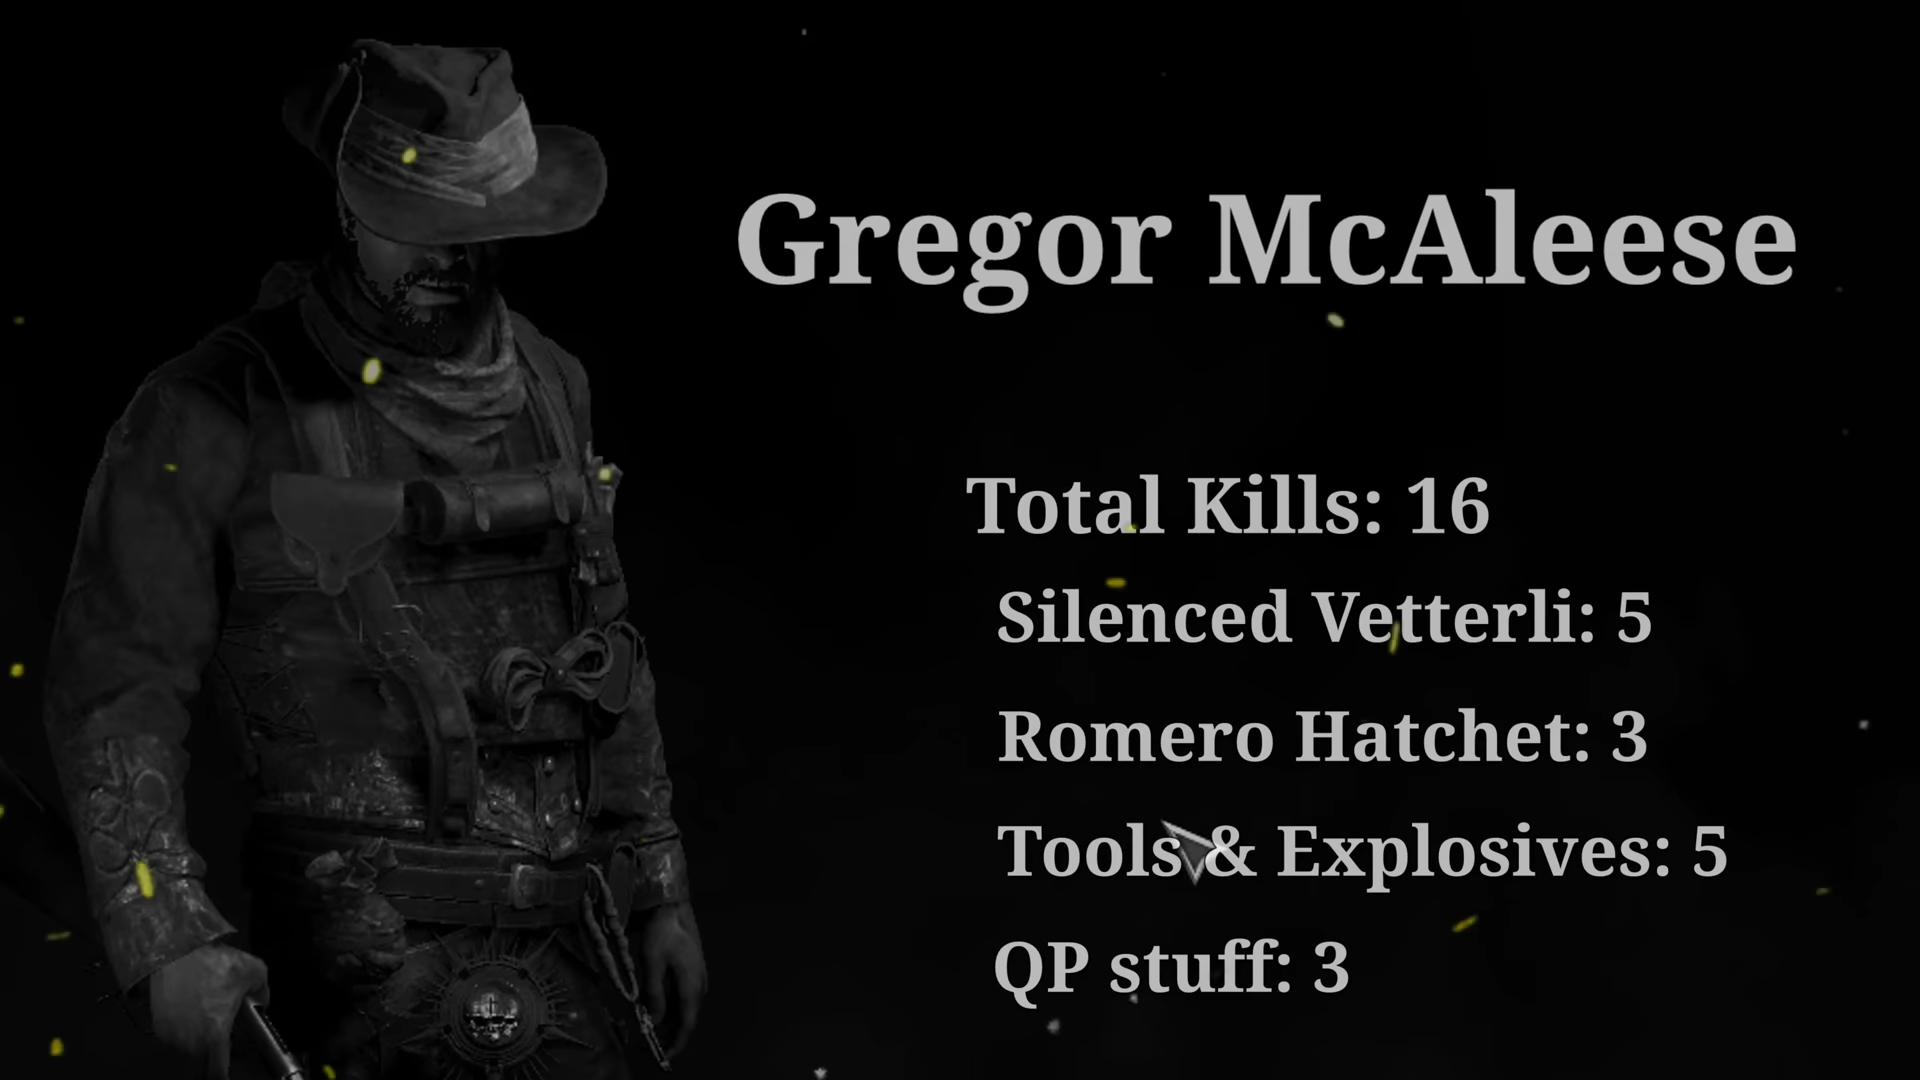 Gregor McAleese
Total Kills: 16
Silenced Vetterli: 5
Romero Hatchet: 3
Tools & Explosives: 5
QP stuff: 3